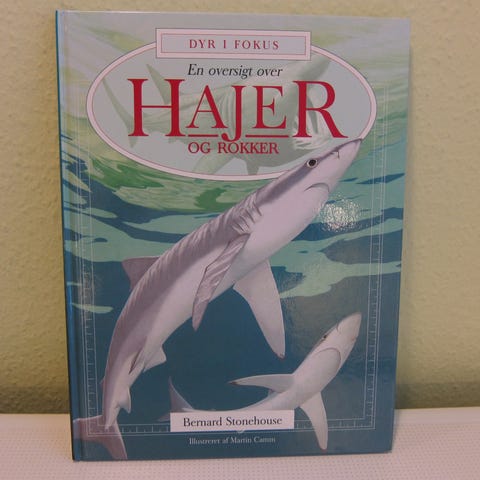 DYR I FOKUS
En oversigt over
HAJER
OG ROKKER
Bernard Stonehouse
Illustreret af Martin Camm